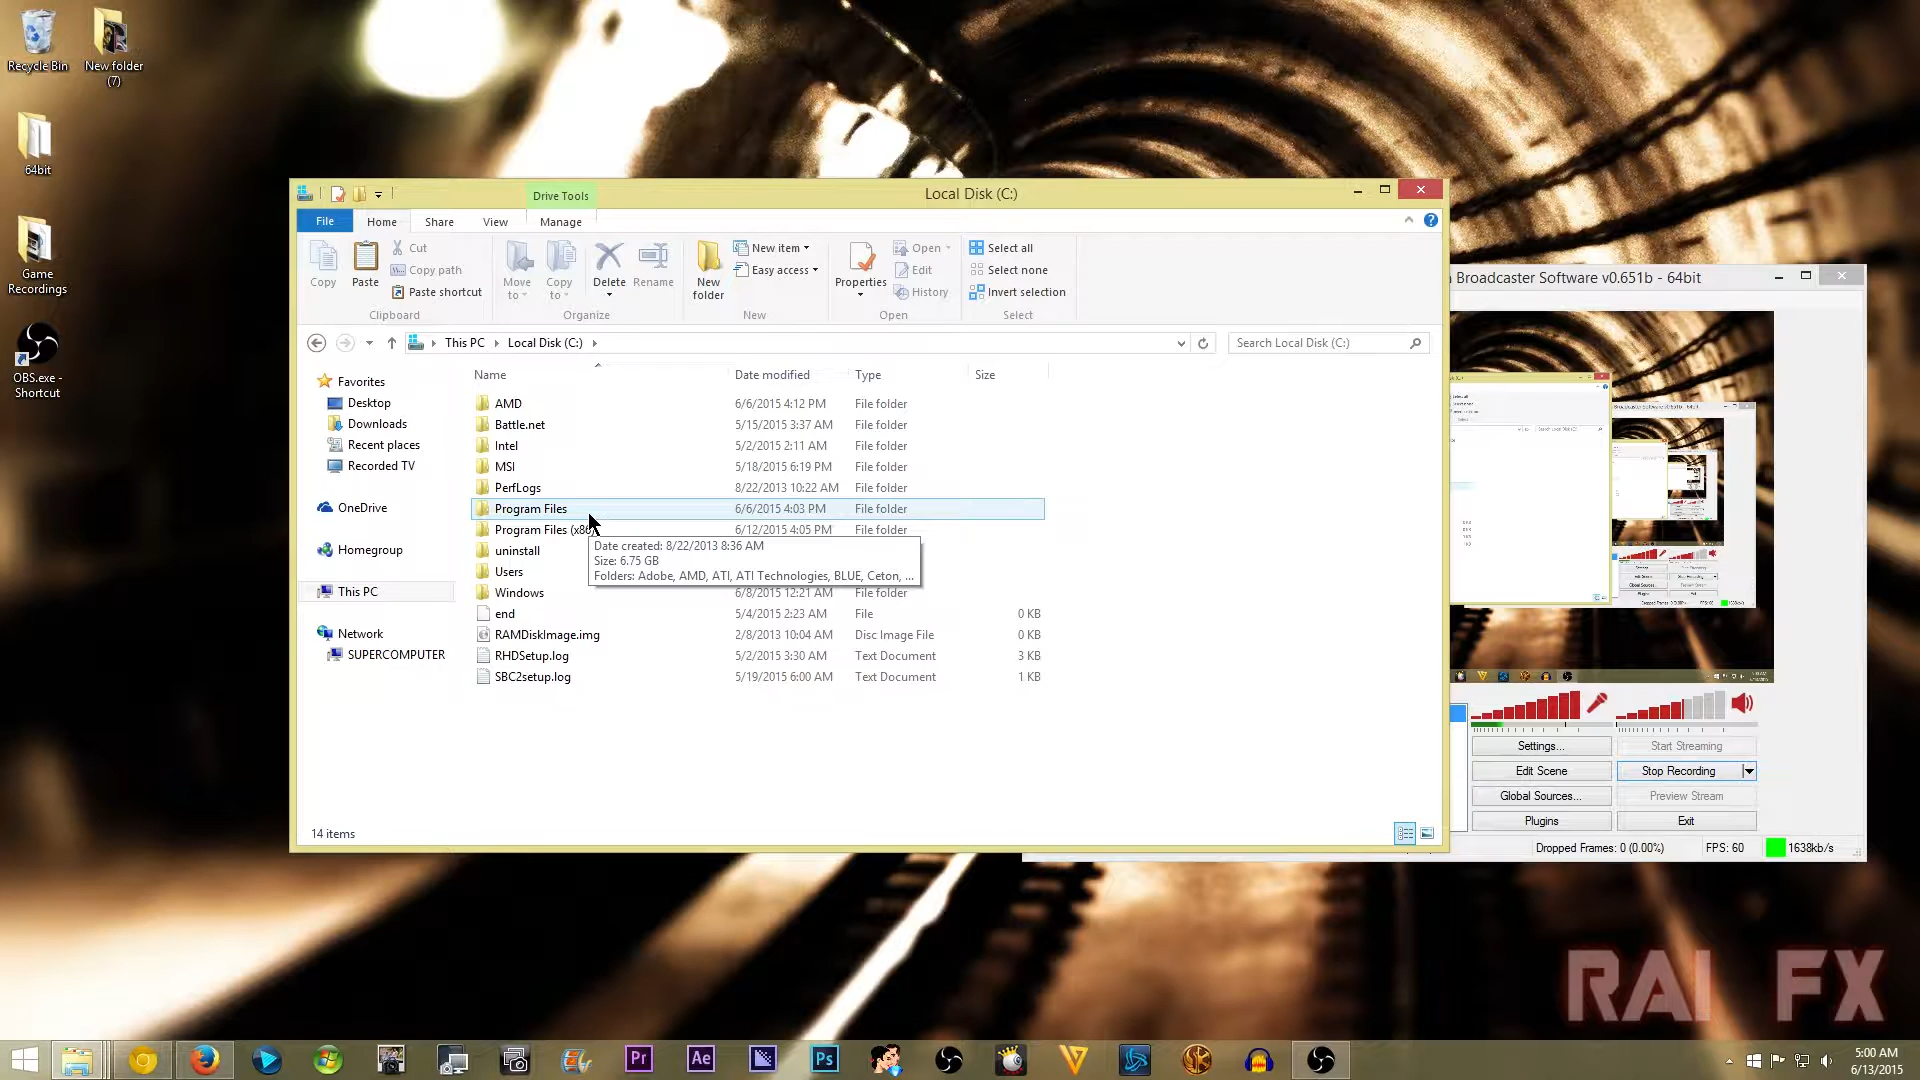 Recycle Bin
New folder
(7)
64bit
Game
Recordings
OBS.exe -
Shortcut
Drive Tools
Local Disk (C:)
File
Home
Share
View
Manage
Copy
Paste
Cut
Copy path
Paste shortcut
Clipboard
Move
to
Copy
to
Delete
Rename
Organize
New
folder
New item
Easy access
New
Properties
Open
Edit
History
Open
Select all
Select none
Invert selection
Select
This PC
Local Disk (C:)
Search Local Disk (C:)
Favorites
Desktop
Downloads
Recent places
Recorded TV
OneDrive
Homegroup
This PC
Network
SUPERCOMPUTER
Name Date modified Type Size
AMD 6/6/2015 4:12 PM File folder
Battle.net 5/15/2015 3:37 AM File folder
Intel 5/2/2015 2:11 AM File folder
MSI 5/18/2015 6:19 PM File folder
PerfLogs 8/22/2013 10:22 AM File folder
Program Files 6/6/2015 4:03 PM File folder
Program Files (x86) 6/12/2015 4:05 PM File folder
uninstall
Users
Windows 6/8/2015 12:21 AM File folder
end 5/4/2015 2:23 AM File 0 KB
RAMDiskImage.img 2/8/2013 10:04 AM Disc Image File 0 KB
RHDSetup.log 5/2/2015 3:30 AM Text Document 3 KB
SBC2setup.log 5/19/2015 6:00 AM Text Document 1 KB
Date created: 8/22/2013 8:36 AM
Size: 6.75 GB
Folders: Adobe, AMD, ATI, ATI Technologies, BLUE, Ceton, ...
14 items
Broadcaster Software v0.651b - 64bit
Settings... Start Streaming
Edit Scene Stop Recording
Global Sources... Preview Stream
Plugins Exit
Dropped Frames: 0 (0.00%) FPS: 60 1638kb/s
RAI FX
Pr
Ae
Ps
5:00 AM
6/13/2015